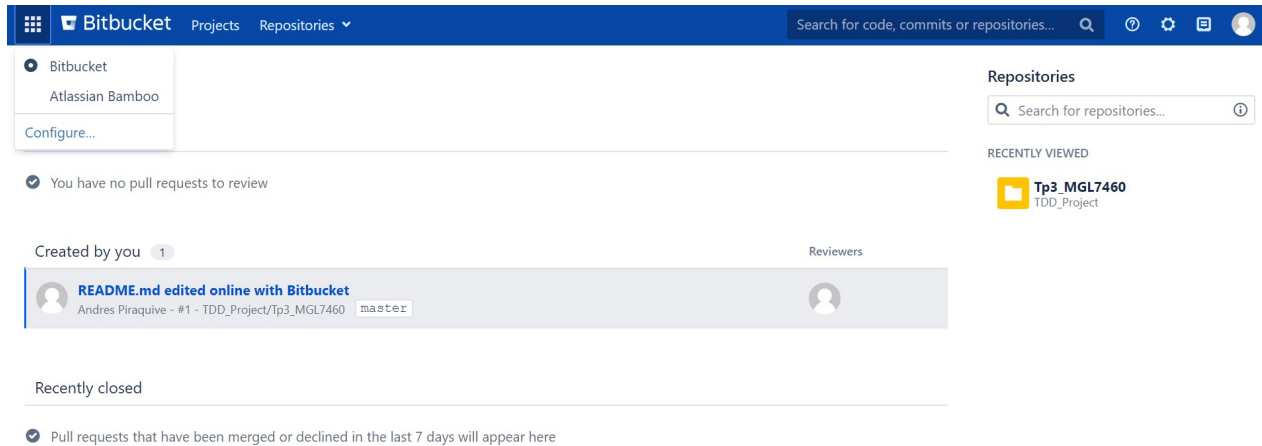 Bitbucket Projects Repositories Search for code, commits or repositories...
Bitbucket
Atlassian Bamboo
Configure...
You have no pull requests to review
Created by you 1 Reviewers
README.md edited online with Bitbucket
Andres Piraquive - #1 - TDD_Project/Tp3_MGL7460 master
Recently closed
Pull requests that have been merged or declined in the last 7 days will appear here
Repositories
Search for repositories...
RECENTLY VIEWED
Tp3_MGL7460
TDD_Project